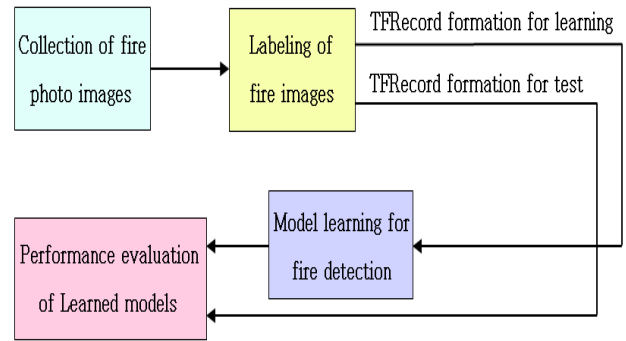 Collection of fire
photo images
Labeling of
fire images
TFRecord formation for learning
TFRecord formation for test
Model learning for
fire detection
Performance evaluation
of Learned models